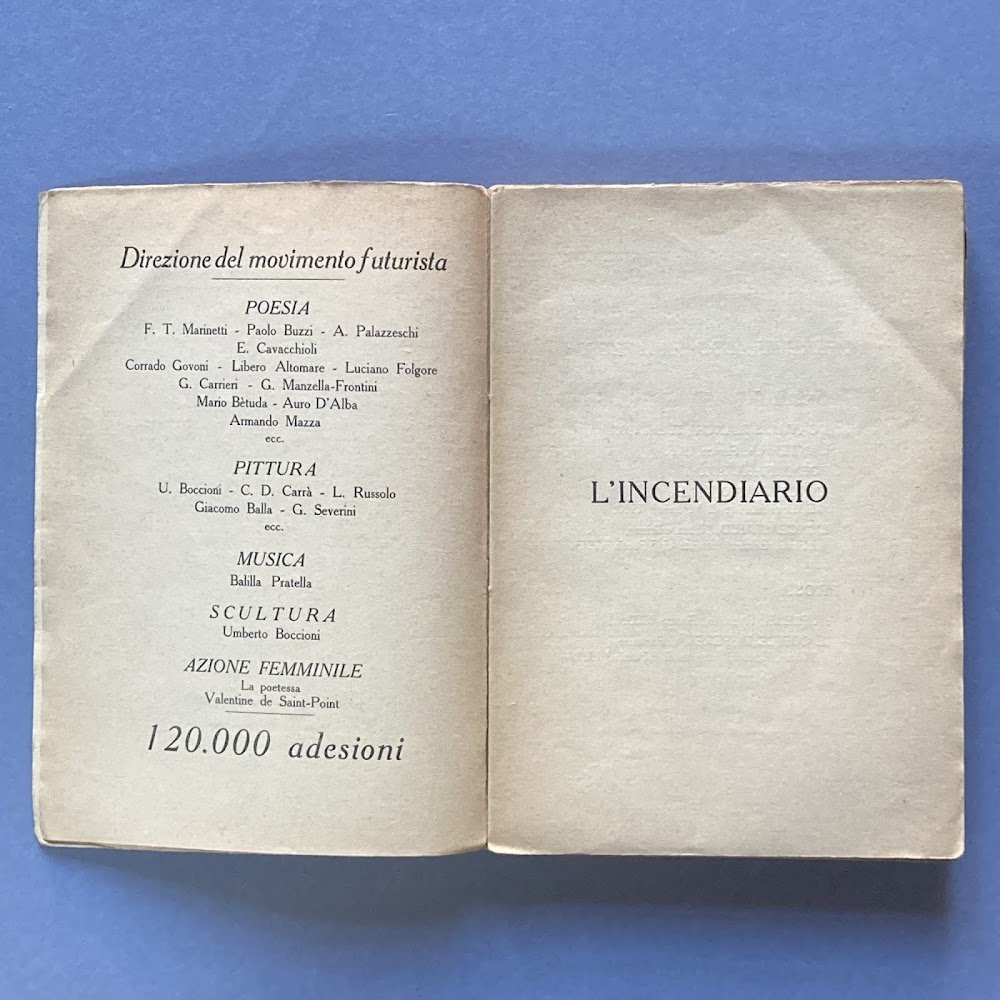 Direzione del movimento futurista
POESIA
F. T. Marinetti - Paolo Buzzi - A. Palazzeschi
E. Cavacchioli
Corrado Govoni - Libero Altomare - Luciano Folgore
G. Carrieri - G. Manzella-Frontini
Mario Bètuda - Auro D'Alba
Armando Mazza
ecc.
PITTURA
U. Boccioni - C. D. Carrà - L. Russolo
Giacomo Balla - G. Severini
ecc.
MUSICA
Balilla Pratella
SCULTURA
Umberto Boccioni
AZIONE FEMMINILE
La poetessa
Valentine de Saint-Point
120.000 adesioni
L'INCENDIARIO